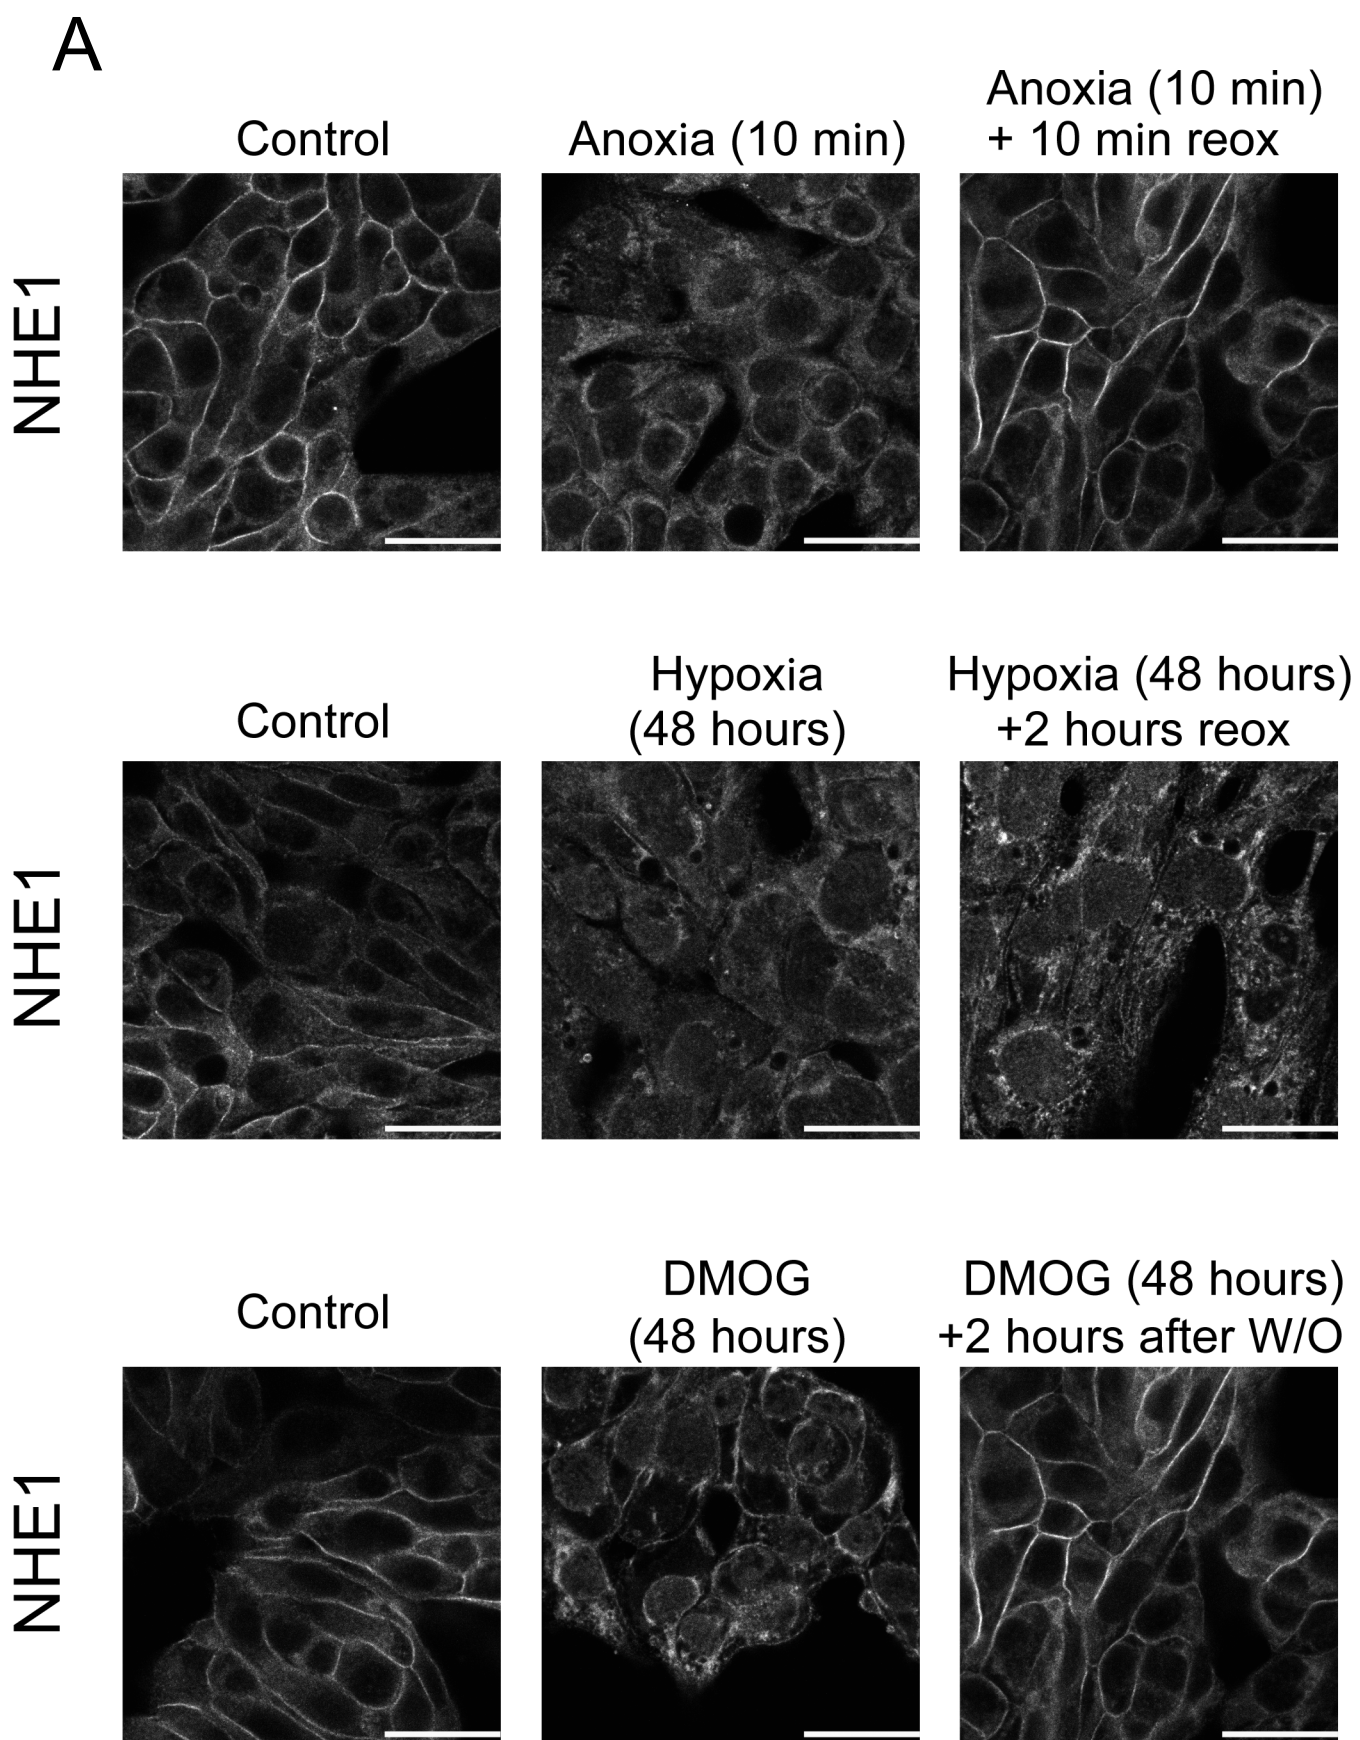 A
Control
Anoxia (10 min)
Anoxia (10 min)
+ 10 min reox
NHE1
Control
Hypoxia
(48 hours)
Hypoxia (48 hours)
+2 hours reox
NHE1
Control
DMOG
(48 hours)
DMOG (48 hours)
+2 hours after W/O
NHE1